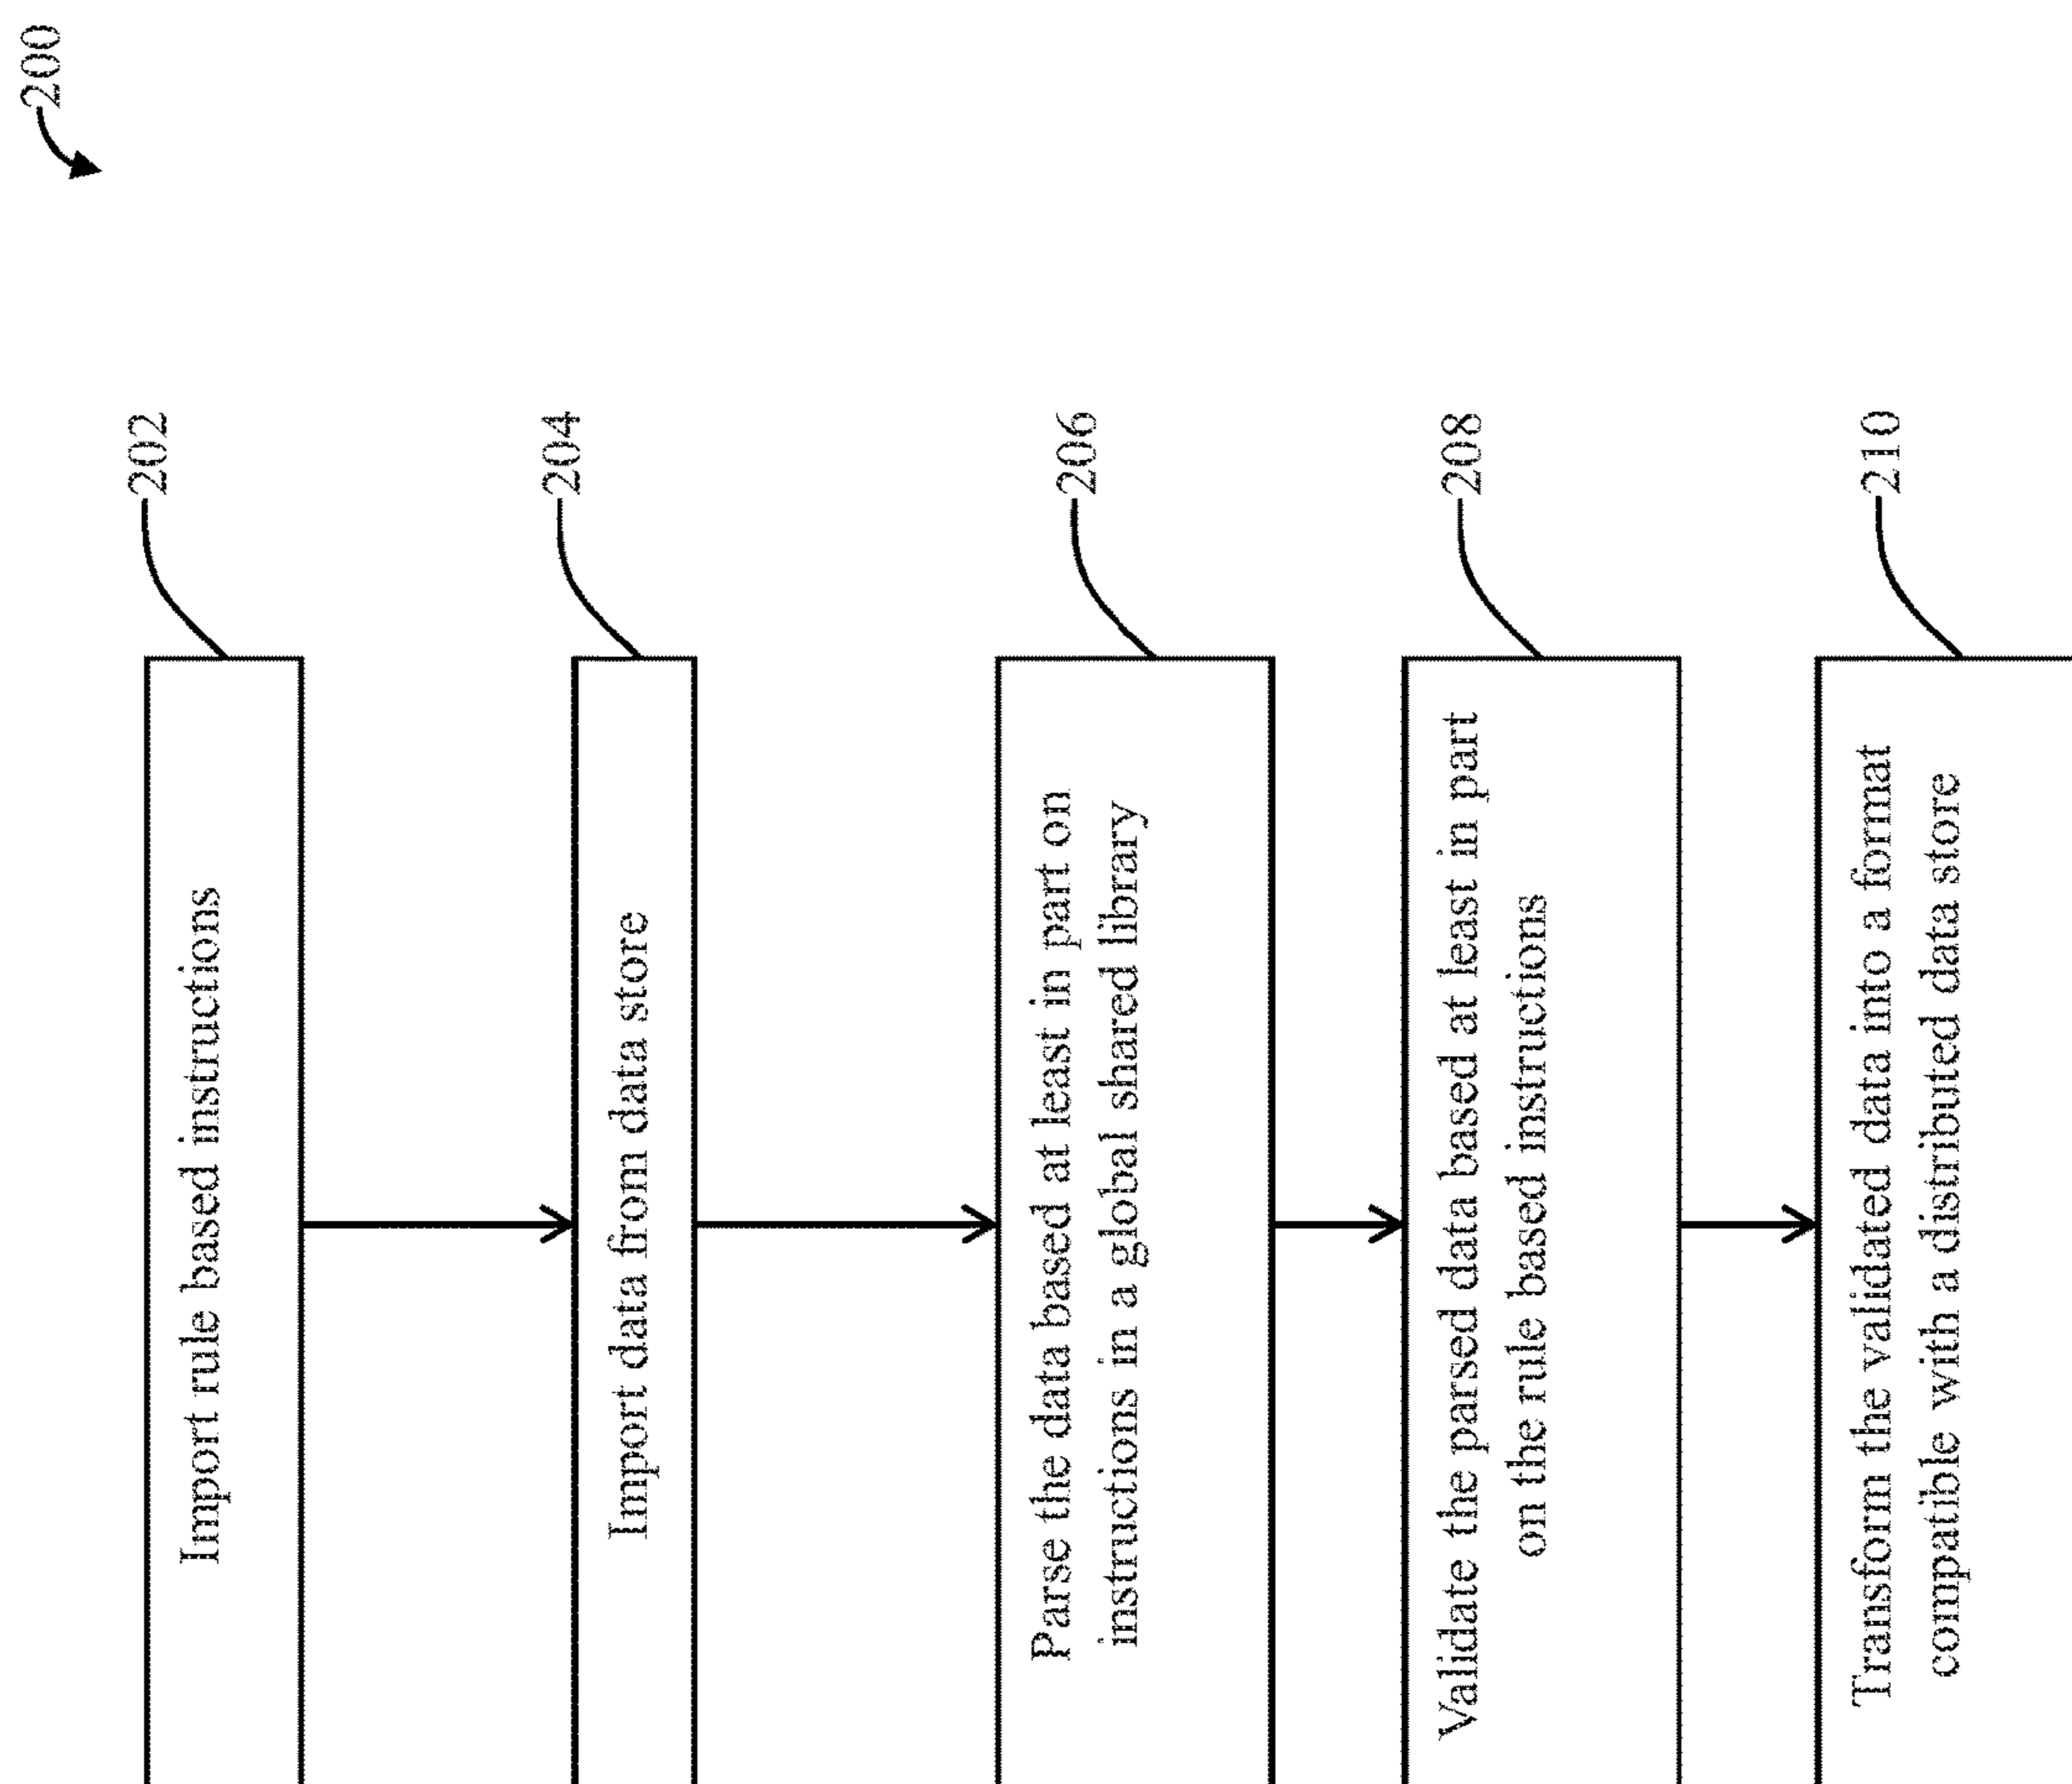 200
202
Import rule based instructions
204
Import data from data store
206
Parse the data based at least in part on
instructions in a global shared library
208
Validate the parsed data based at least in part
on the rule based instructions
210
Transform the validated data into a format
compatible with a distributed data store